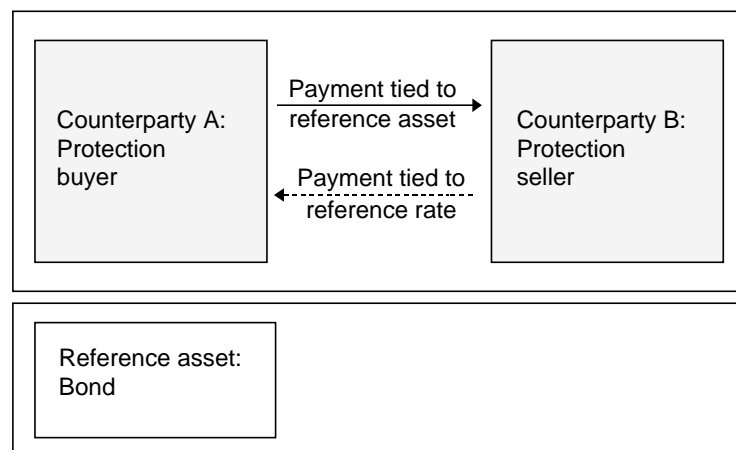 Counterparty A:
Protection
buyer
Payment tied to
reference asset
Payment tied to
reference rate
Counterparty B:
Protection
seller
Reference asset:
Bond